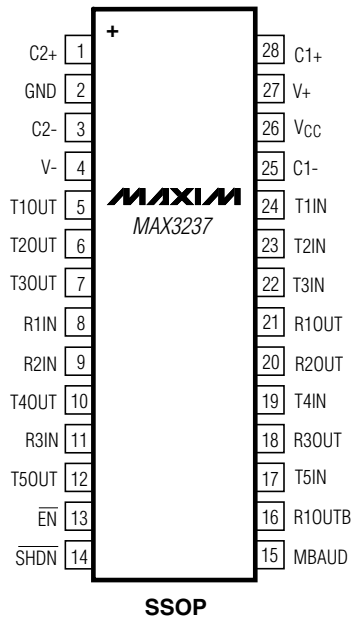 +
C2+ 1 28 C1+
GND 2 27 V+
C2- 3 26 VCC
V- 4 25 C1-
T1OUT 5 MAXIM 24 T1IN
T2OUT 6 MAX3237 23 T2IN
T3OUT 7 22 T3IN
R1IN 8 21 R1OUT
R2IN 9 20 R2OUT
T4OUT 10 19 T4IN
R3IN 11 18 R3OUT
T5OUT 12 17 T5IN
E̅N̅ 13 16 R1OUTB
S̅H̅D̅N̅ 14 15 MBAUD
SSOP